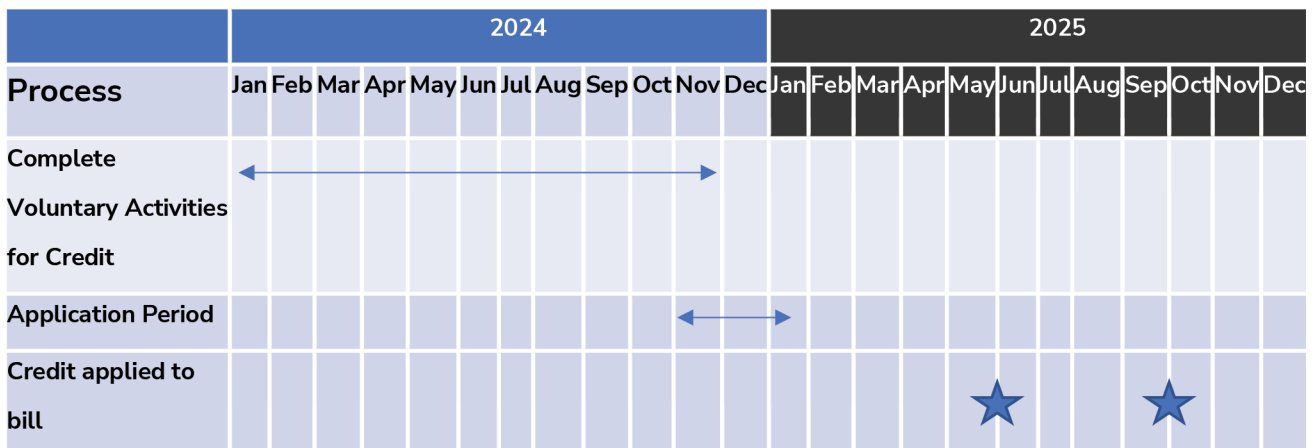 2024 2025
Process Jan Feb Mar Apr May Jun Jul Aug Sep Oct Nov Dec Jan Feb Mar Apr May Jun Jul Aug Sep Oct Nov Dec
Complete
Voluntary Activities
for Credit
Application Period
Credit applied to
bill